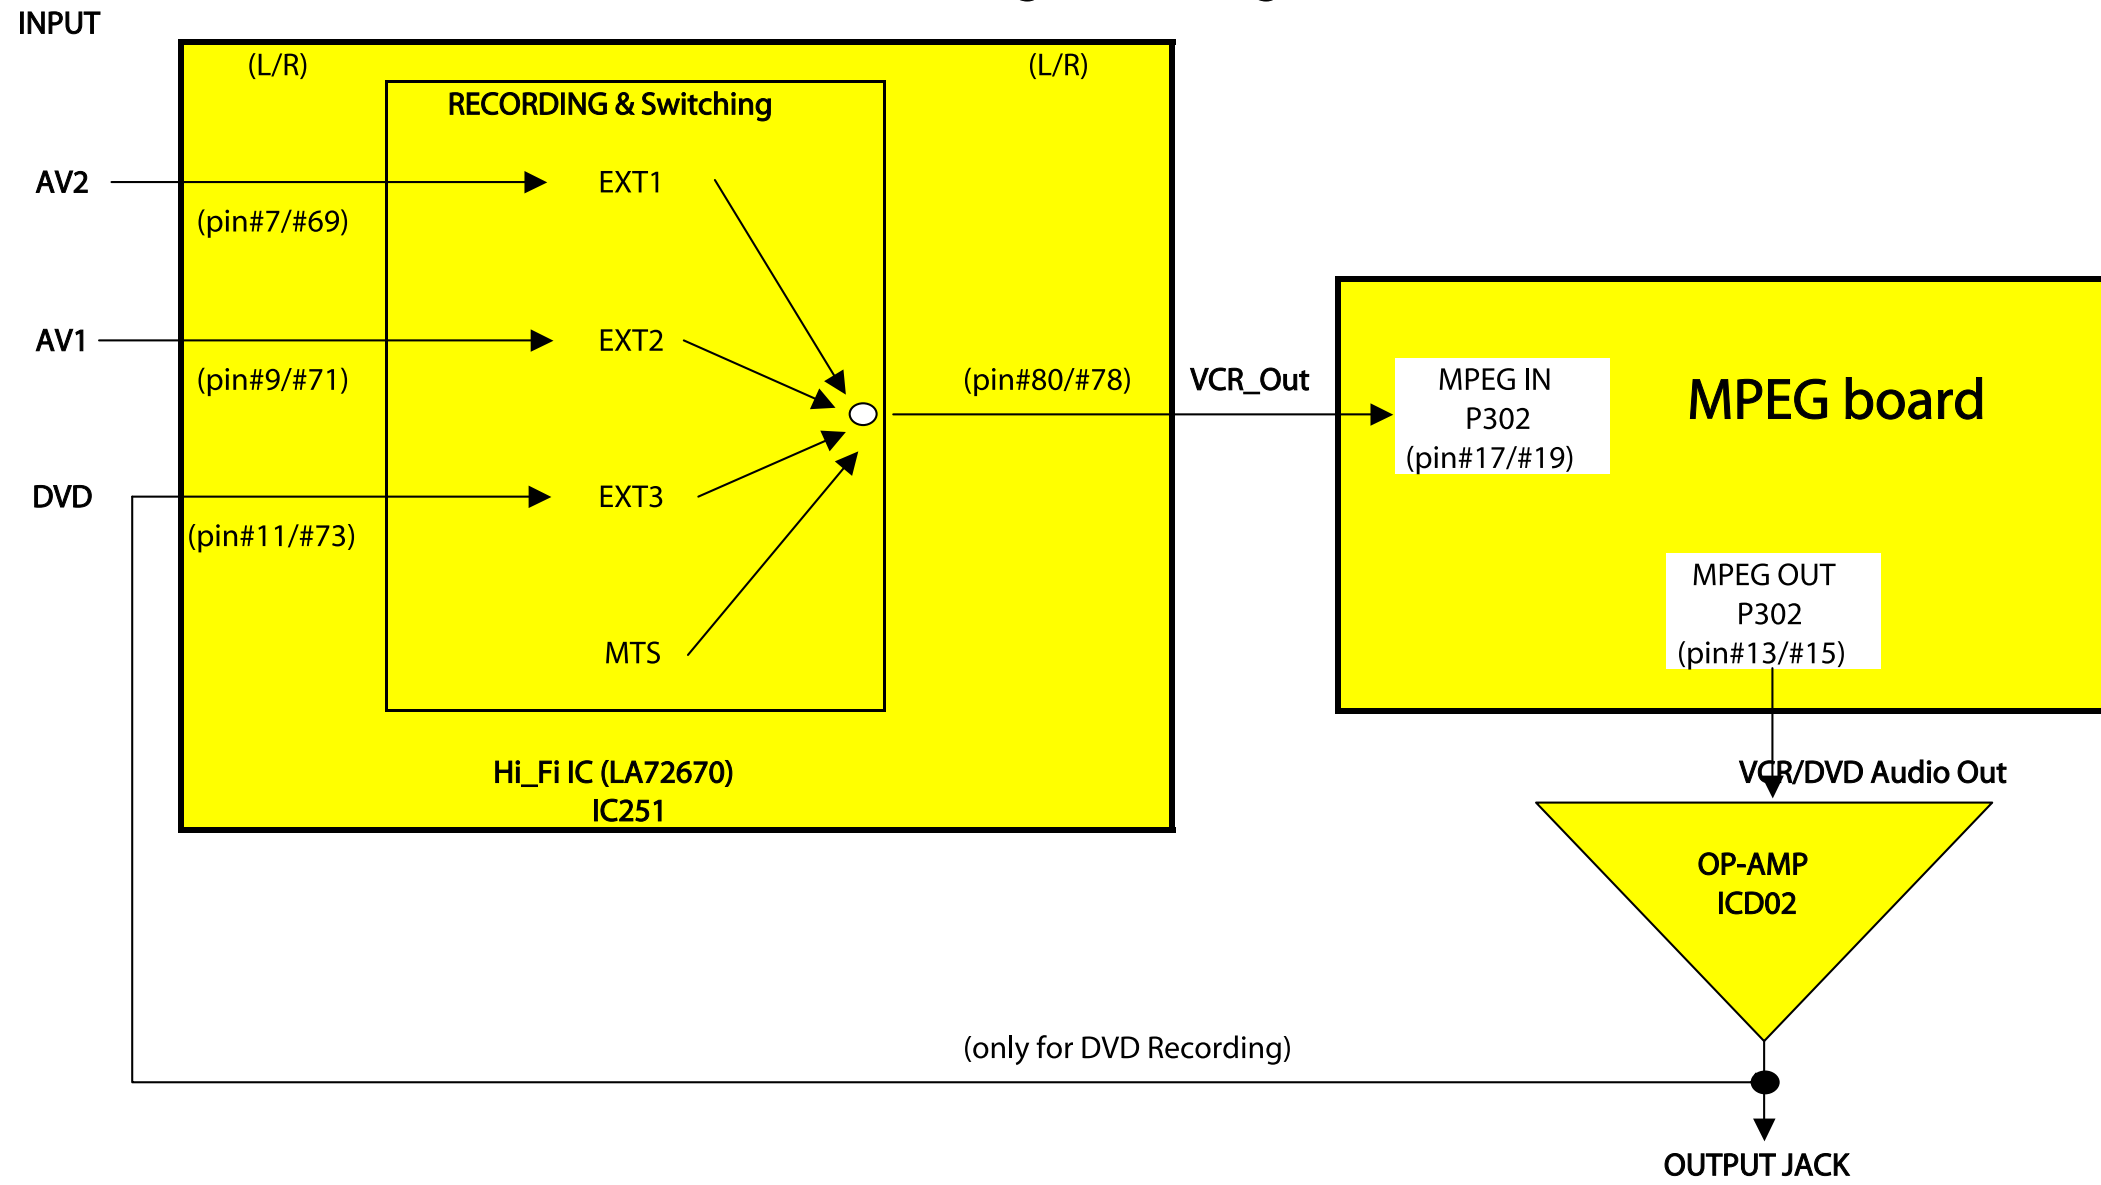 INPUT
(L/R)
(L/R)
RECORDING & Switching
AV2
EXT1
(pin#7/#69)
AV1
EXT2
(pin#9/#71)
(pin#80/#78)
VCR_Out
MPEG IN
P302
(pin#17/#19)
MPEG board
DVD
EXT3
(pin#11/#73)
MPEG OUT
P302
(pin#13/#15)
MTS
Hi_Fi IC (LA72670)
IC251
VCR/DVD Audio Out
OP-AMP
ICD02
(only for DVD Recording)
OUTPUT JACK